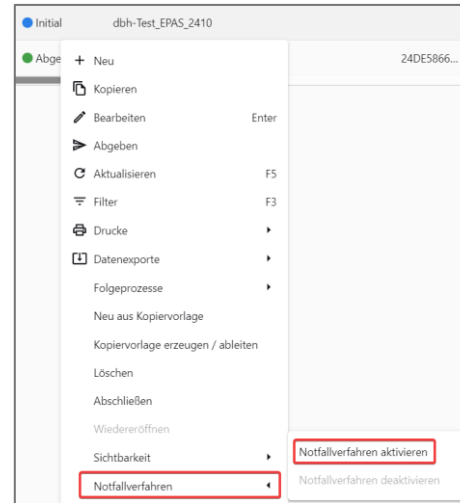 Initial dbh-Test_EPAS_2410
Abge 24DE5866...
Neu
Kopieren
Bearbeiten Enter
Abgeben
Aktualisieren F5
Filter F3
Drucke
Datenexporte
Folgeprozesse
Neu aus Kopiervorlage
Kopiervorlage erzeugen / ableiten
Löschen
Abschließen
Wiedereröffnen
Sichtbarkeit
Notfallverfahren aktivieren
Notfallverfahren
Notfallverfahren deaktivieren